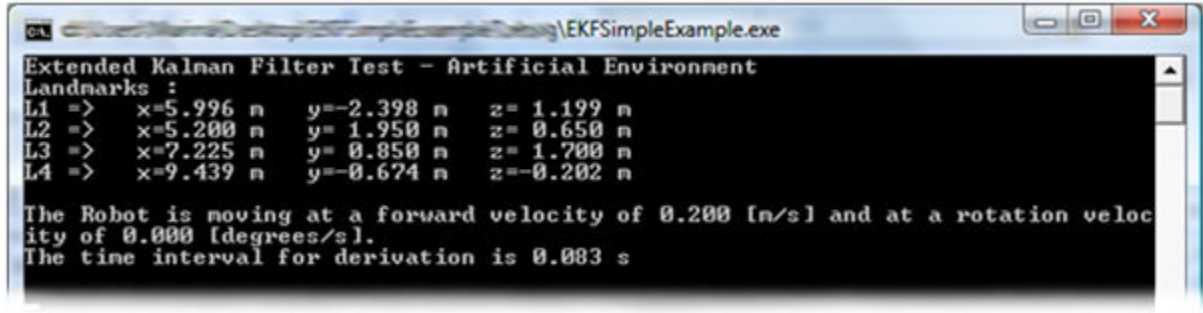 \EKFSimpleExample.exe
Extended Kalman Filter Test - Artificial Environment
Landmarks :
L1 => x=5.996 m y=-2.398 m z= 1.199 m
L2 => x=5.200 m y= 1.950 m z= 0.650 m
L3 => x=7.225 m y= 0.850 m z= 1.700 m
L4 => x=9.439 m y=-0.674 m z=-0.202 m
The Robot is moving at a forward velocity of 0.200 [m/s] and at a rotation veloc
ity of 0.000 [degrees/s].
The time interval for derivation is 0.083 s